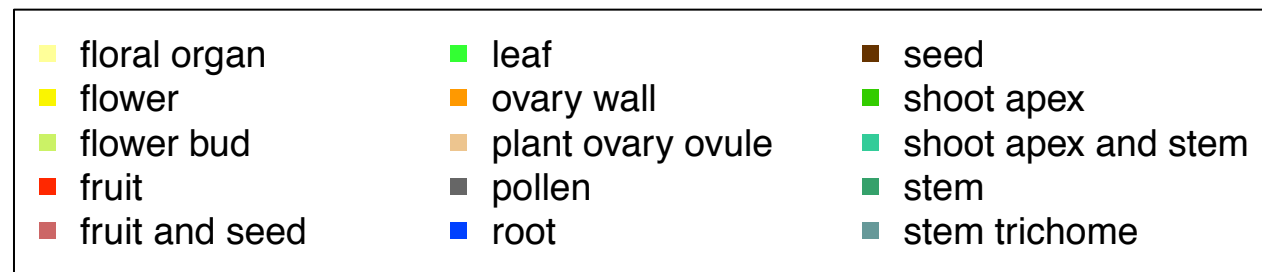 floral organ
flower
flower bud
fruit
fruit and seed
leaf
ovary wall
plant ovary ovule
pollen
root
seed
shoot apex
shoot apex and stem
stem
stem trichome